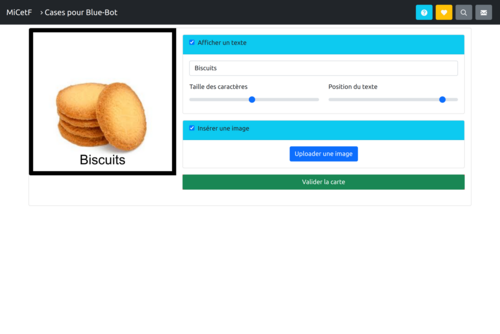 MiCetF › Cases pour Blue-Bot
Afficher un texte
Biscuits
Taille des caractères
Position du texte
Insérer une image
Uploader une image
Valider la carte
Biscuits